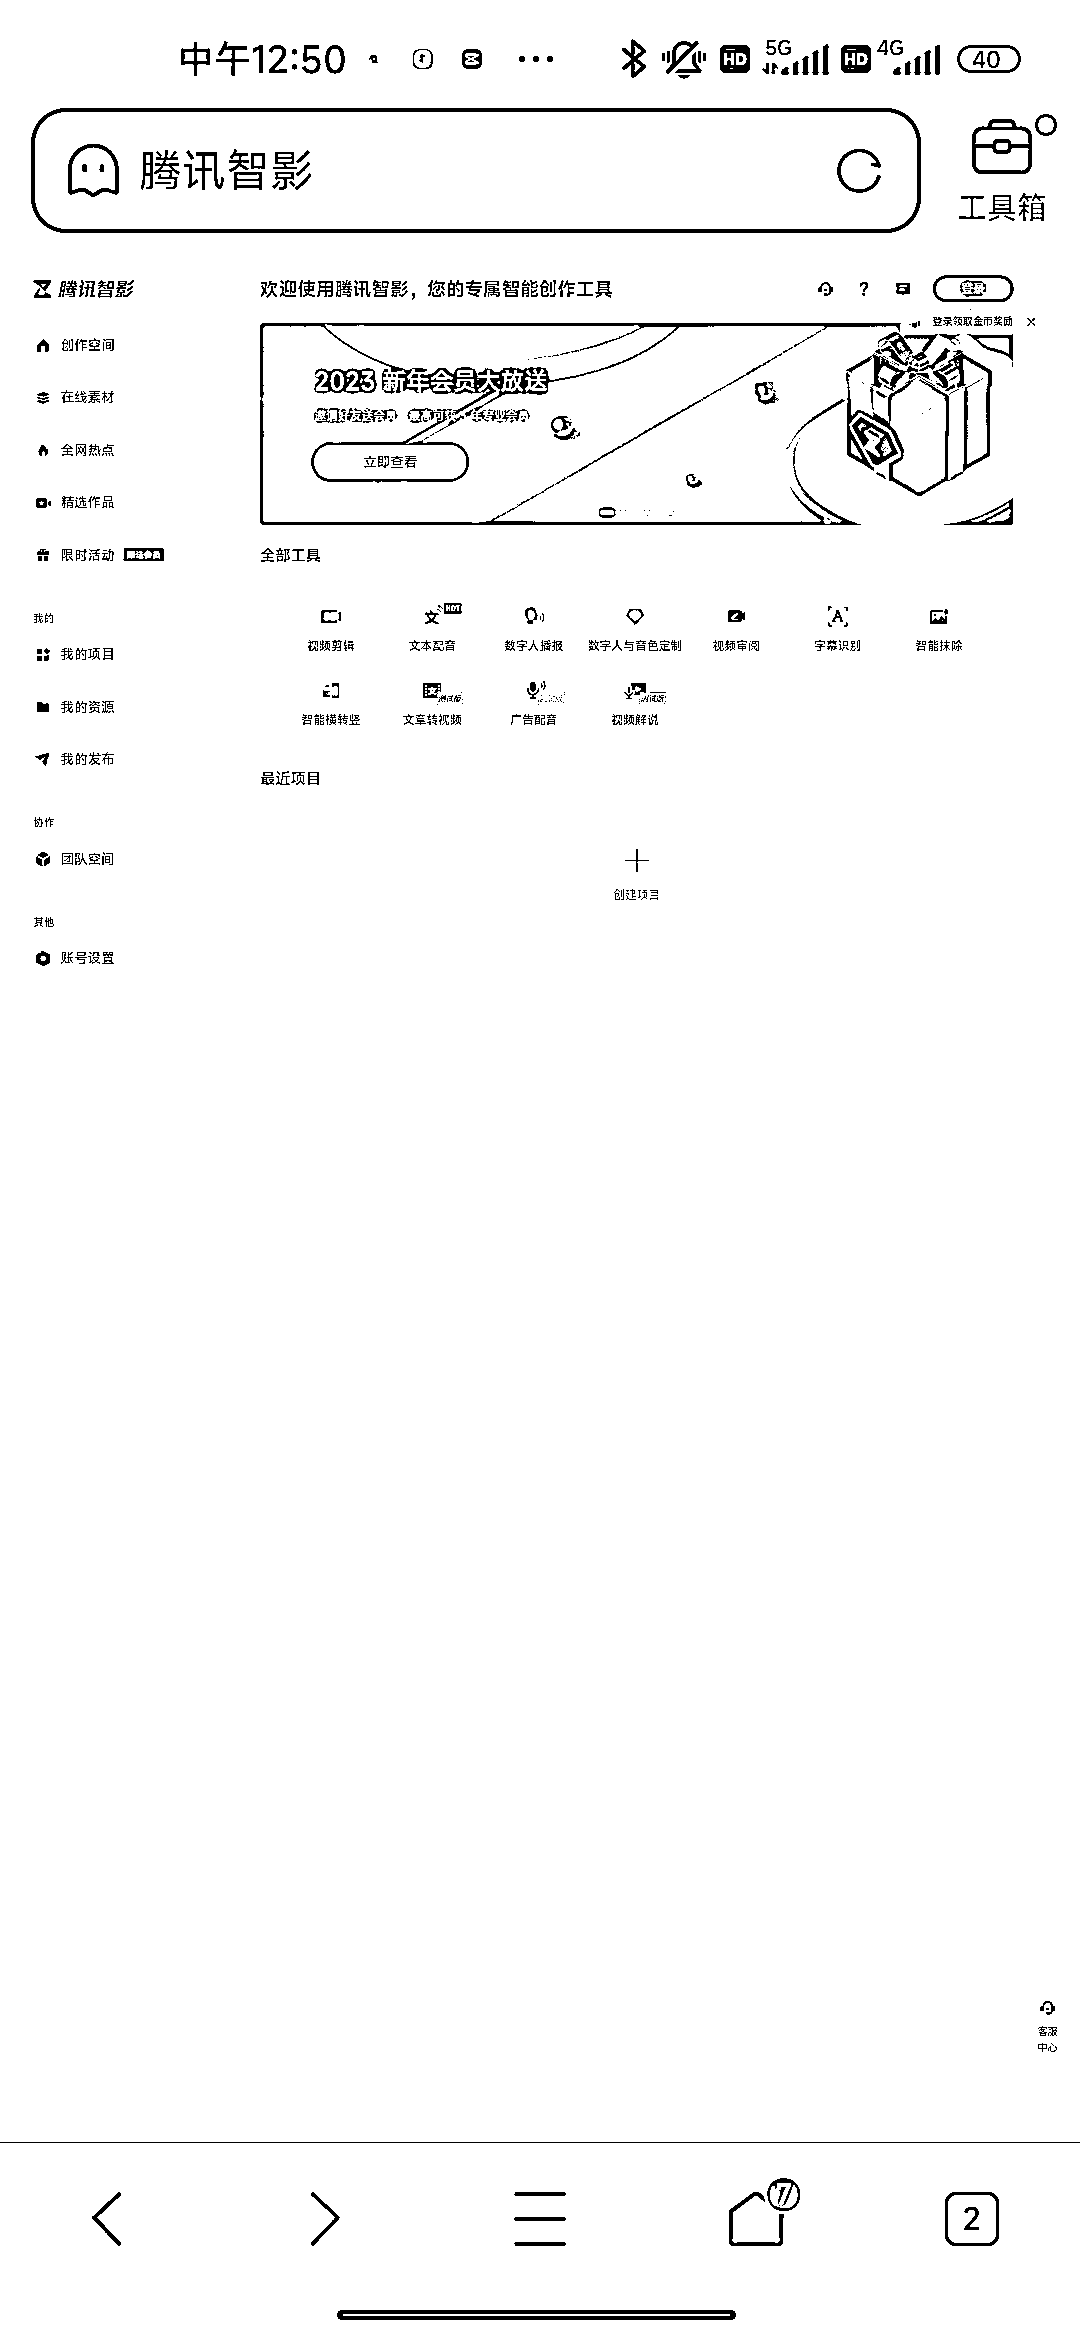 中午12:50
5G
4G
40
腾讯智影
工具箱
腾讯智影
欢迎使用腾讯智影，您的专属智能创作工具
登录
登录领取金币奖励
创作空间
在线素材
全网热点
精选作品
限时活动
2023 新年会员大放送
立即查看
全部工具
HOT
视频剪辑
文本配音
数字人播报
数字人与音色定制
视频审阅
字幕识别
智能抹除
智能横转竖
文章转视频
广告配音
视频解说
最近项目
创建项目
我的
我的项目
我的资源
我的发布
协作
团队空间
其他
账号设置
客服
中心
2